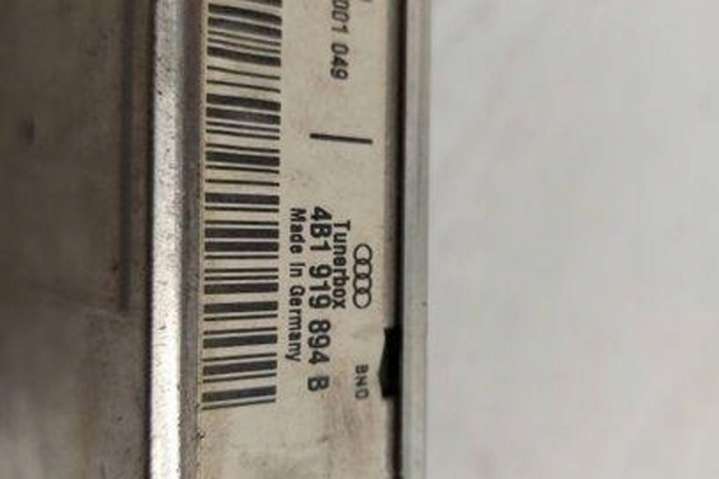 001 049
BNO
Tunerbox
4B1 919 894 B
Made In Germany